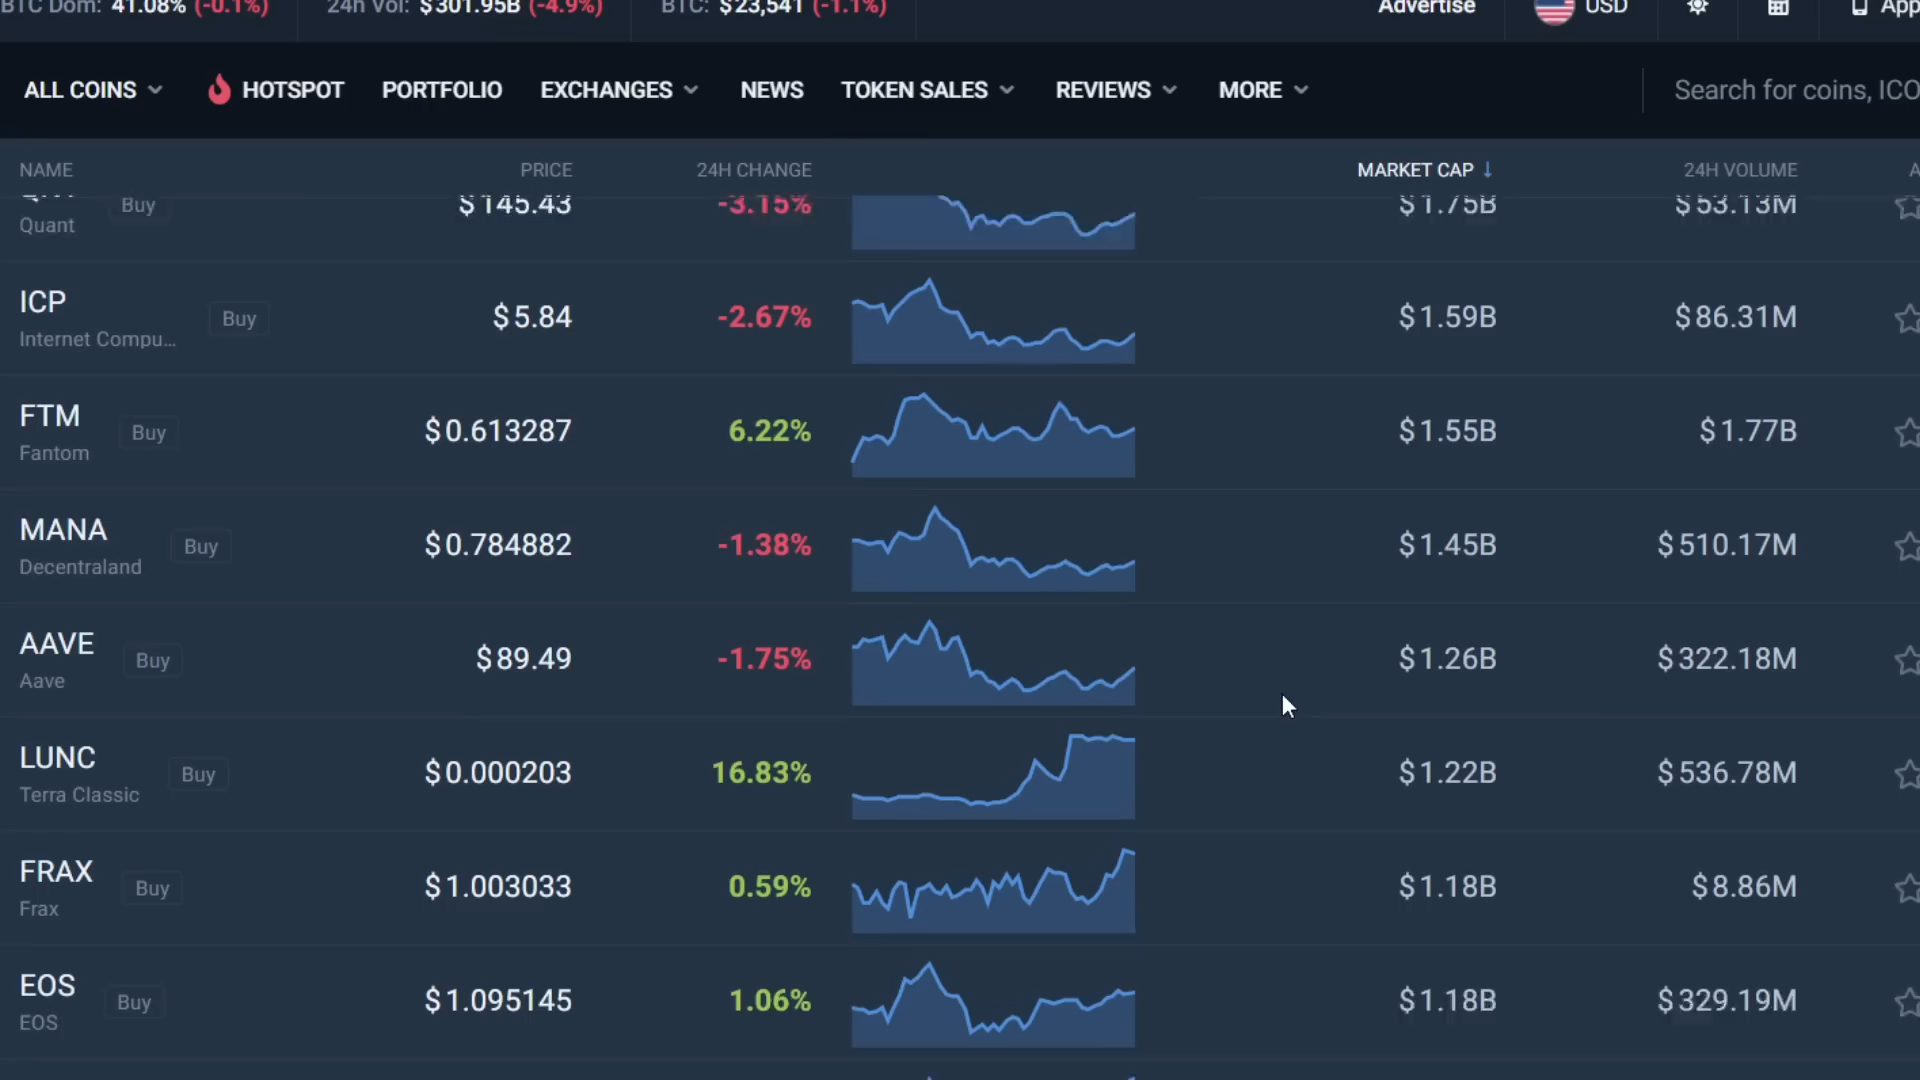 BTC Dom: 41.08% (-0.1%) 24h Vol: $301.95B (-4.9%) BTC: $23,541 (-1.1%) Advertise USD
ALL COINS HOTSPOT PORTFOLIO EXCHANGES NEWS TOKEN SALES REVIEWS MORE Search for coins, ICO
NAME PRICE 24H CHANGE MARKET CAP ↓ 24H VOLUME
Buy $145.43 -3.15% $1.75B $53.13M
Quant
ICP Buy $5.84 -2.67% $1.59B $86.31M
Internet Compu...
FTM Buy $0.613287 6.22% $1.55B $1.77B
Fantom
MANA Buy $0.784882 -1.38% $1.45B $510.17M
Decentraland
AAVE Buy $89.49 -1.75% $1.26B $322.18M
Aave
LUNC Buy $0.000203 16.83% $1.22B $536.78M
Terra Classic
FRAX Buy $1.003033 0.59% $1.18B $8.86M
Frax
EOS Buy $1.095145 1.06% $1.18B $329.19M
EOS